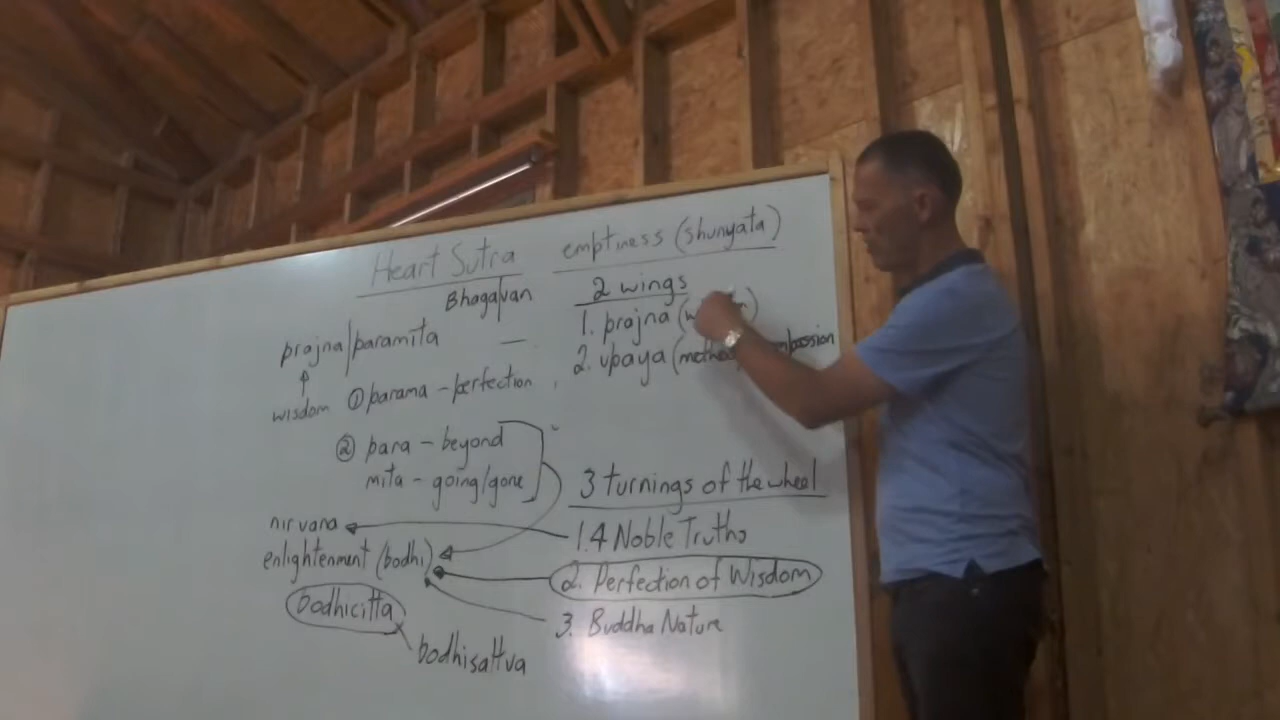 Heart Sutra
emptiness (shunyata)
Bhagavan
prajna/paramita —
wisdom
① parama - perfection
② para - beyond
mita - going/gone
nirvana
enlightenment (bodhi)
bodhicitta
bodhisattva
2 wings
1. prajna (
2. upaya (
3 turnings of the wheel
1. 4 Noble Truths
2. Perfection of Wisdom
3. Buddha Nature